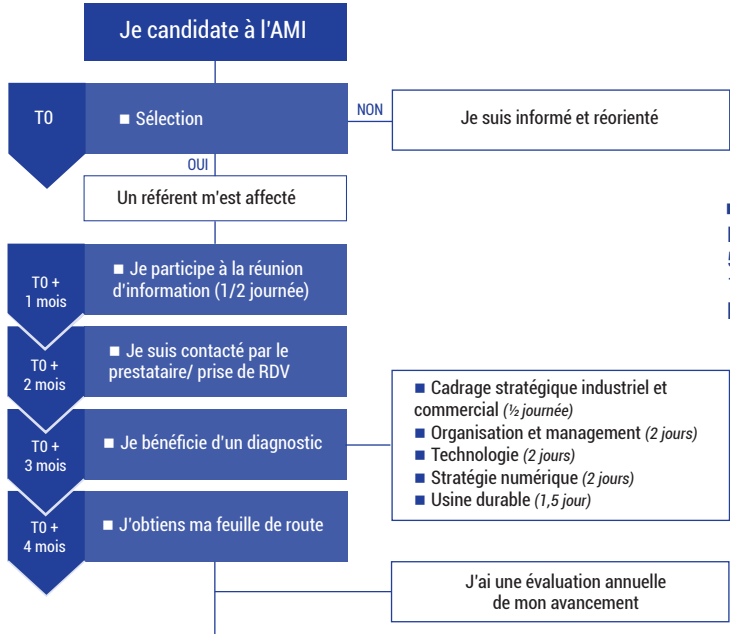 Je candidate à l'AMI
T0
■ Sélection
NON
Je suis informé et réorienté
OUI
Un référent m'est affecté
T0 +
1 mois
■ Je participe à la réunion
d'information (1/2 journée)
T0 +
2 mois
■ Je suis contacté par le
prestataire/ prise de RDV
T0 +
3 mois
■ Je bénéficie d'un diagnostic
■ Cadrage stratégique industriel et
commercial (½ journée)
■ Organisation et management (2 jours)
■ Technologie (2 jours)
■ Stratégie numérique (2 jours)
■ Usine durable (1,5 jour)
T0 +
4 mois
■ J'obtiens ma feuille de route
J'ai une évaluation annuelle
de mon avancement